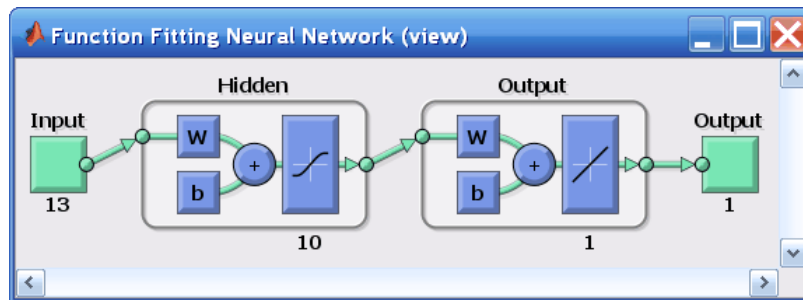 Function Fitting Neural Network (view)
Hidden
Output
Input
Output
W
W
+
+
b
b
13
1
10
1